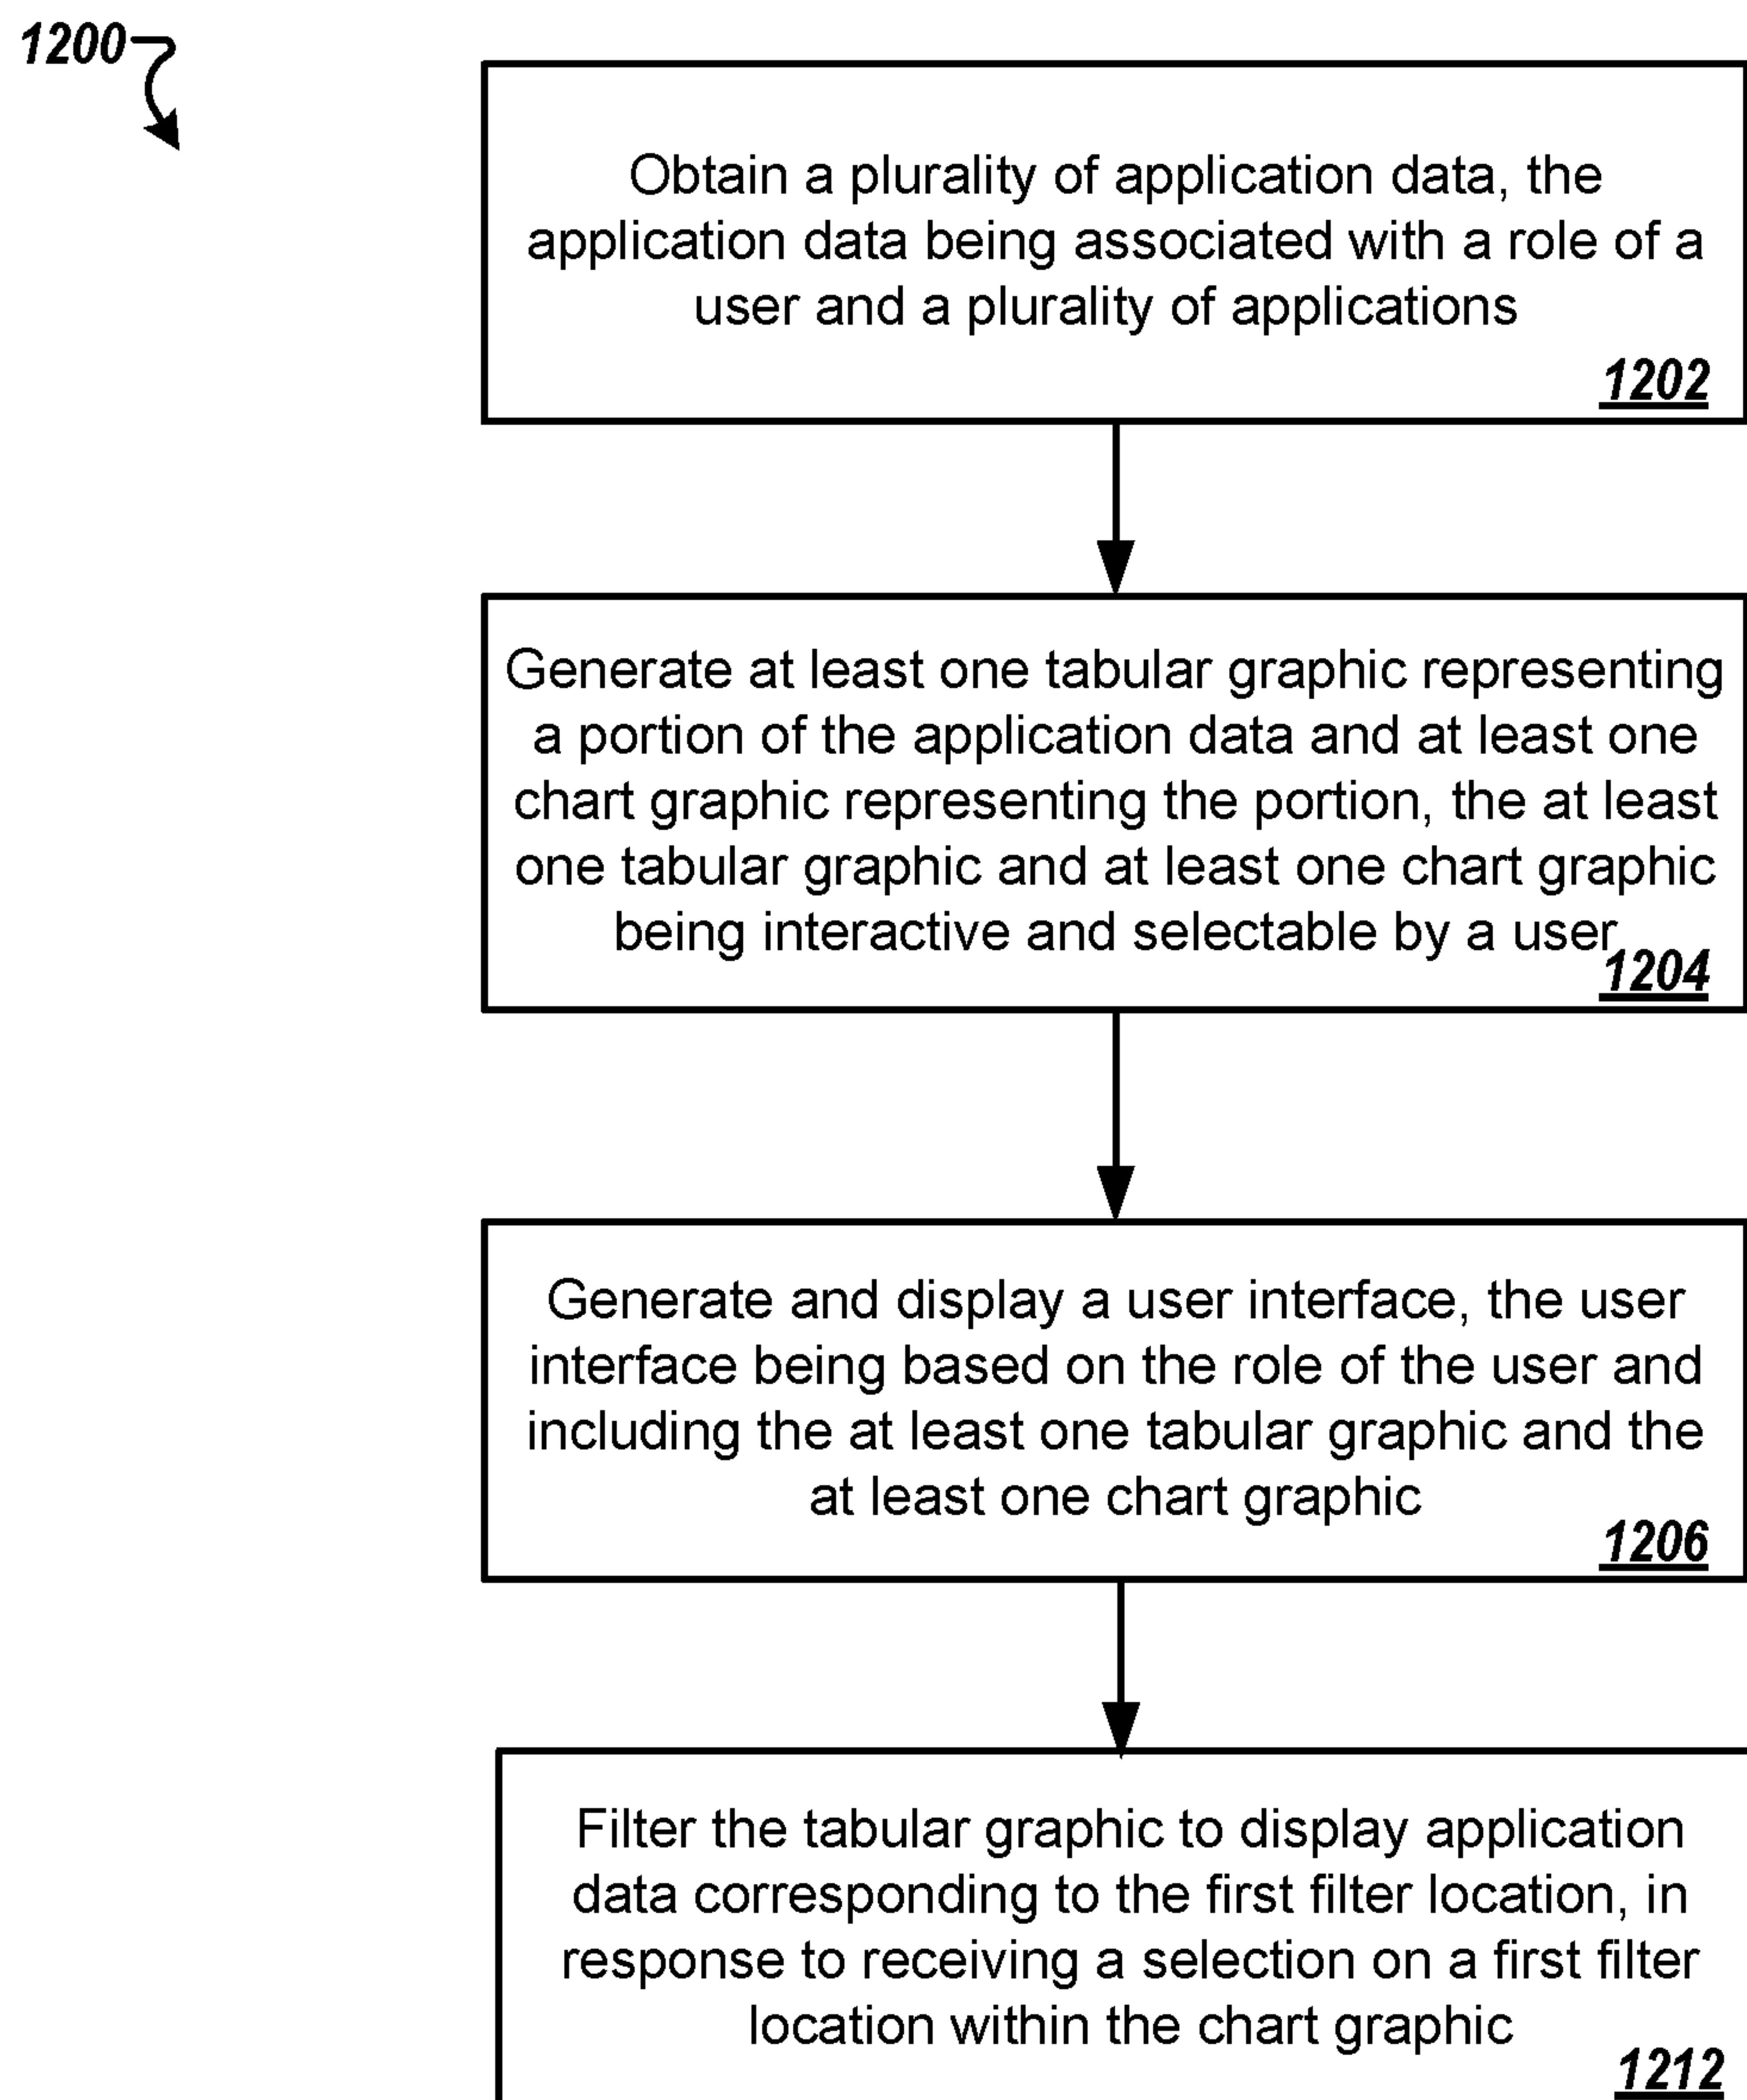 1200
Obtain a plurality of application data, the
application data being associated with a role of a
user and a plurality of applications
1202
Generate at least one tabular graphic representing
a portion of the application data and at least one
chart graphic representing the portion, the at least
one tabular graphic and at least one chart graphic
being interactive and selectable by a user
1204
Generate and display a user interface, the user
interface being based on the role of the user and
including the at least one tabular graphic and the
at least one chart graphic
1206
Filter the tabular graphic to display application
data corresponding to the first filter location, in
response to receiving a selection on a first filter
location within the chart graphic
1212